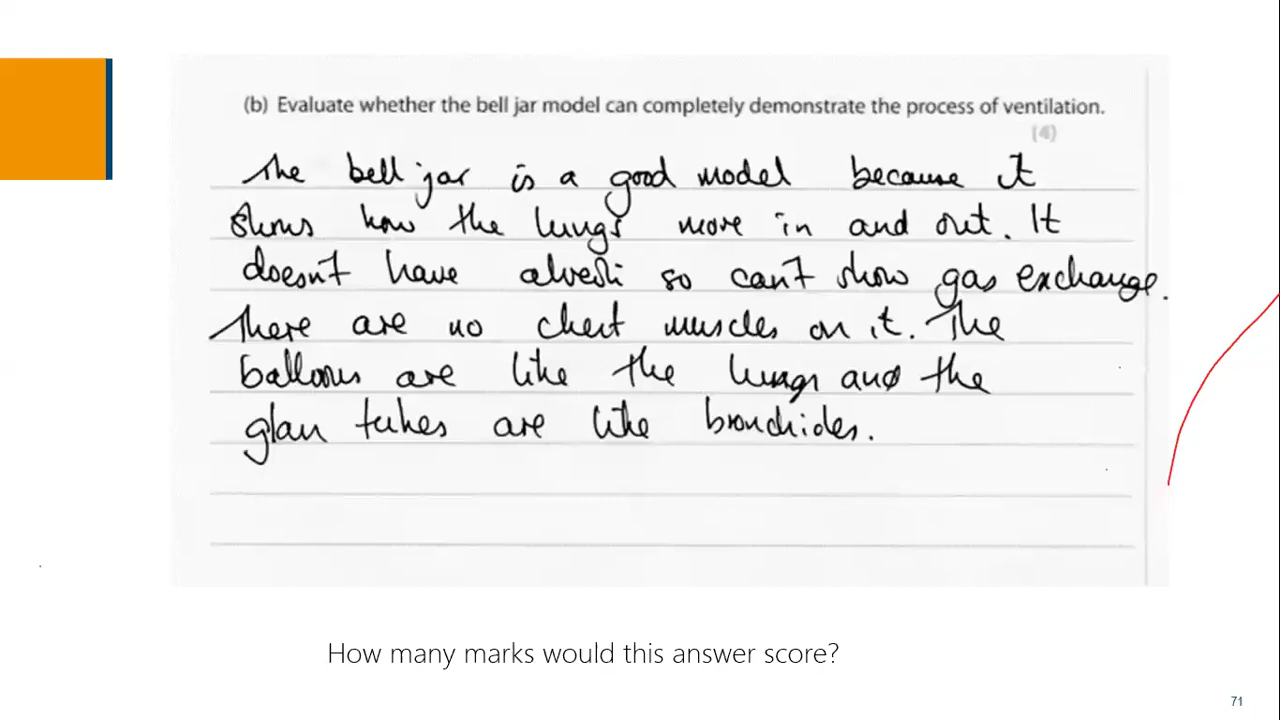 (b) Evaluate whether the bell jar model can completely demonstrate the process of ventilation.
(4)
The bell jar is a good model because it
shows how the lungs move in and out. It
doesn't have alveoli so can't show gas exchange.
There are no chest muscles on it. The
balloons are like the lungs and the
glass tubes are like bronchioles.
How many marks would this answer score?
71